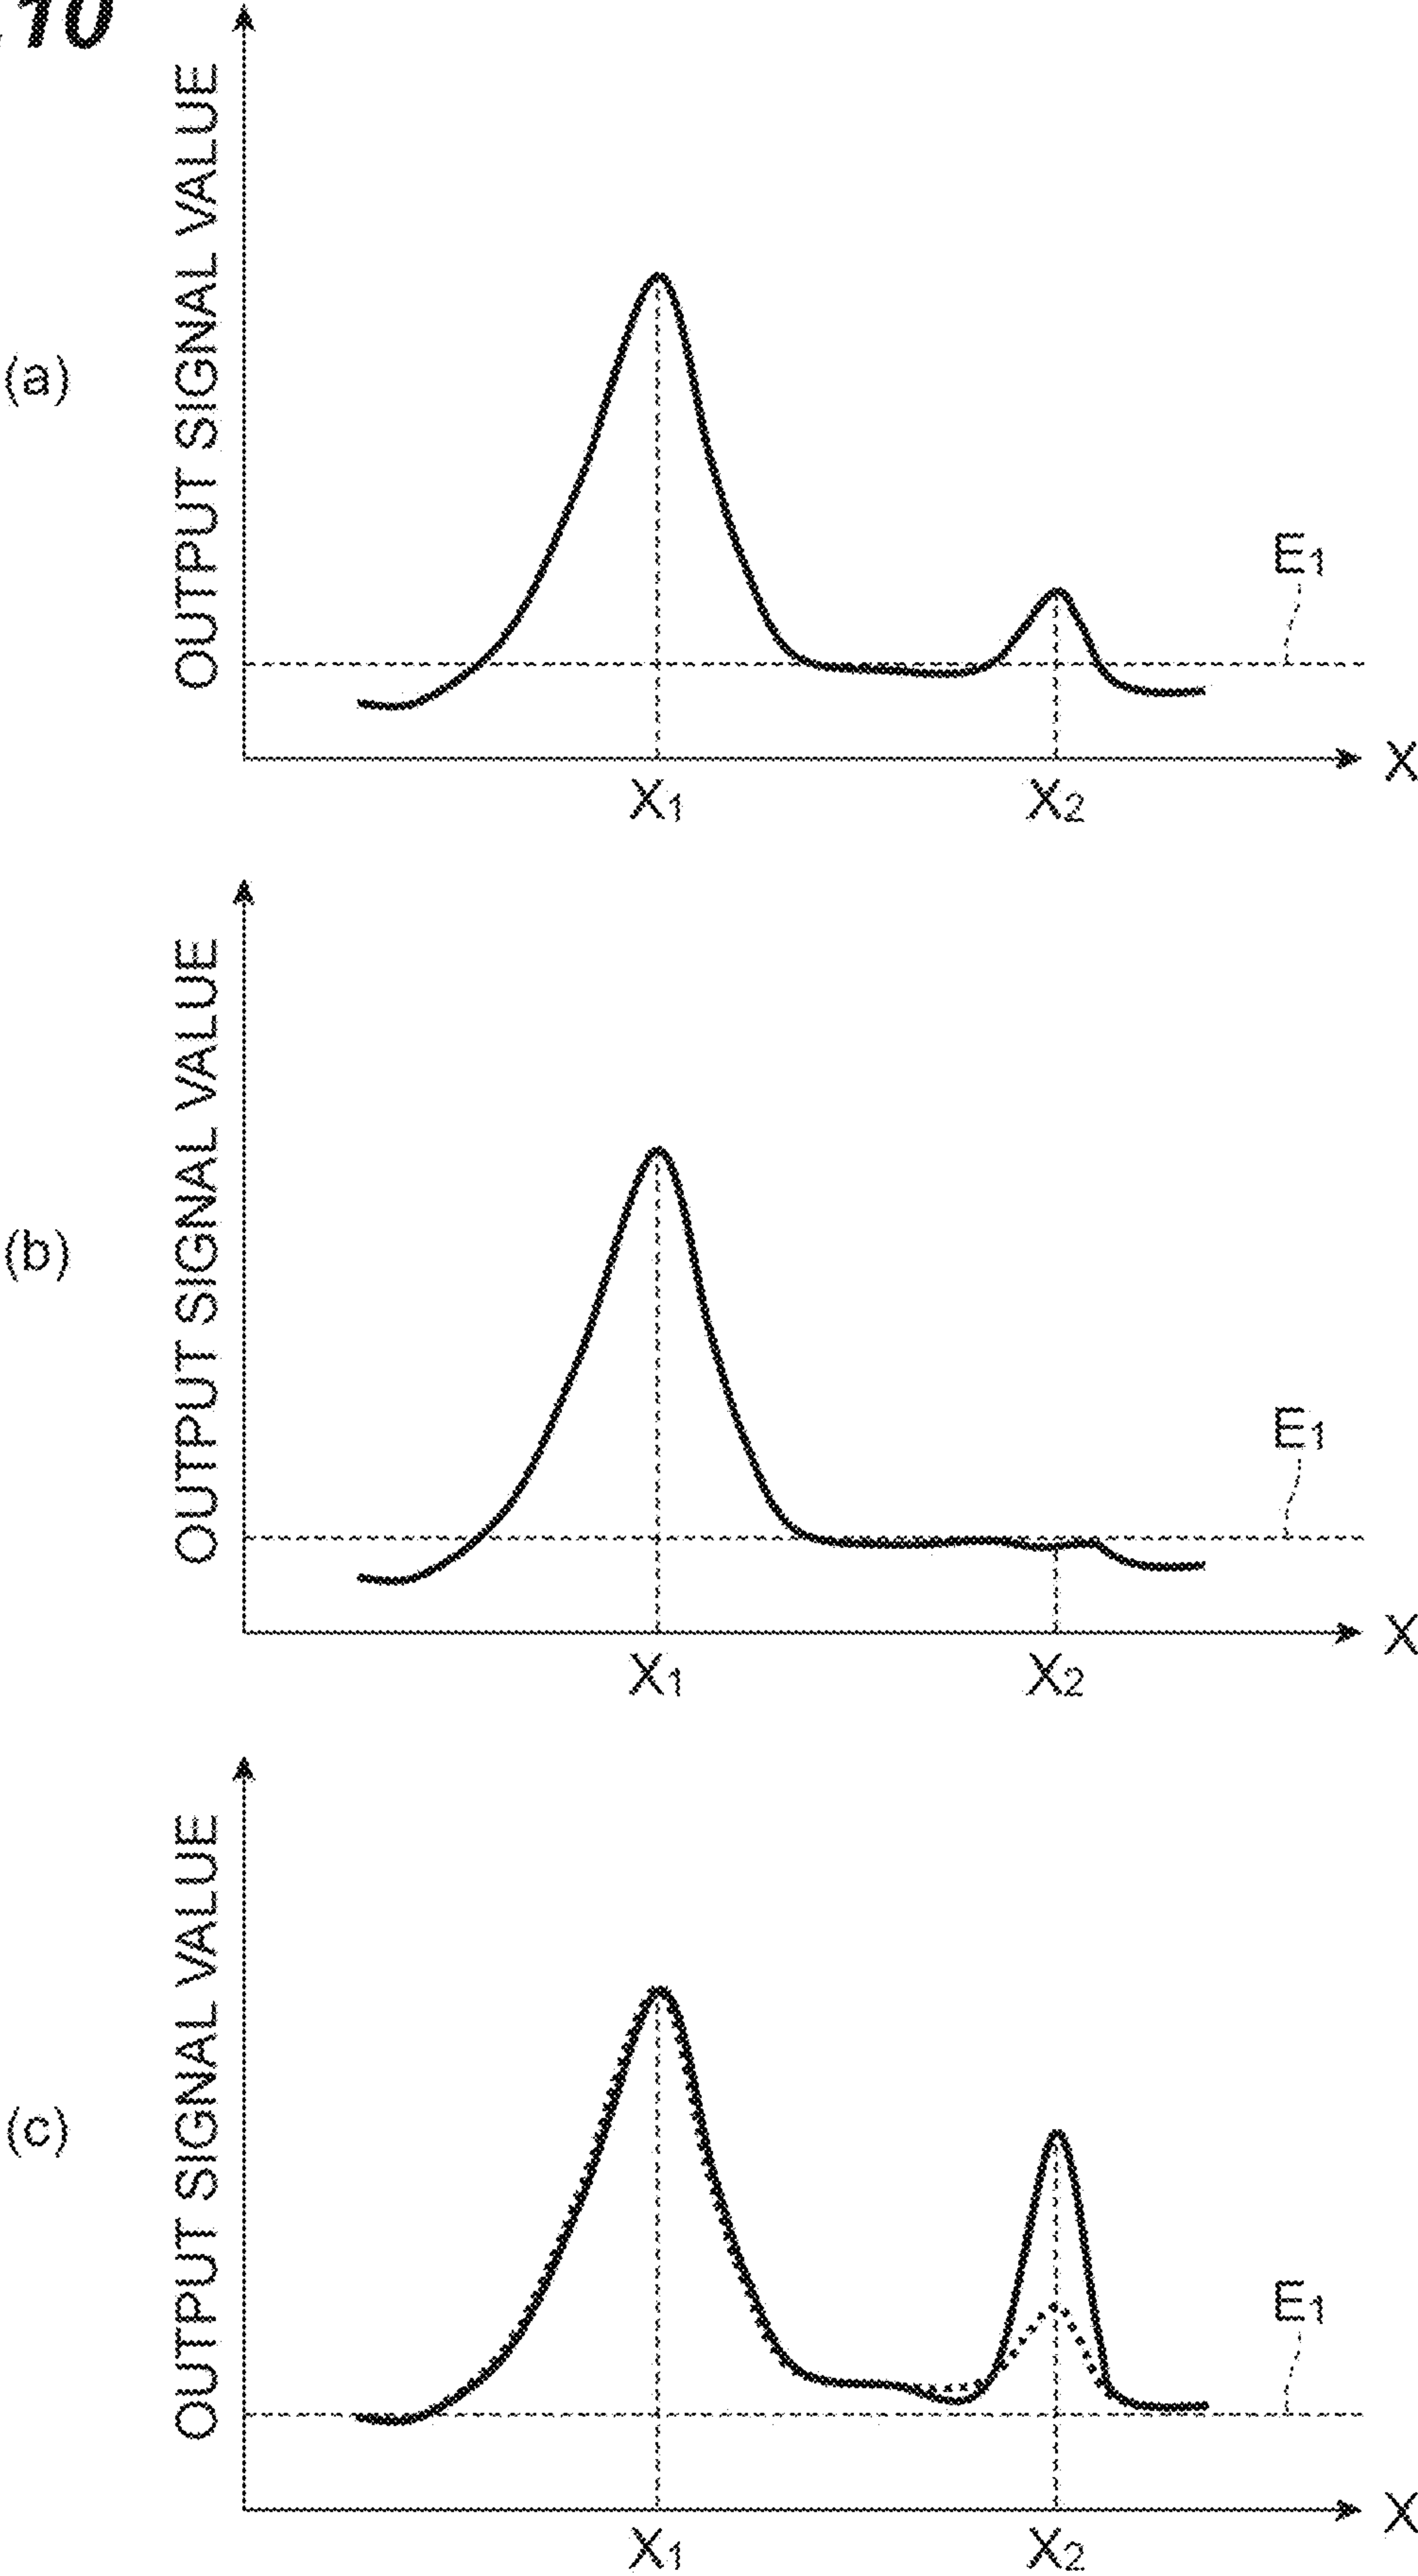 .10
(a)
OUTPUT SIGNAL VALUE
E1
X
X1
X2
(b)
OUTPUT SIGNAL VALUE
E1
X
X1
X2
(c)
OUTPUT SIGNAL VALUE
E1
X
X1
X2